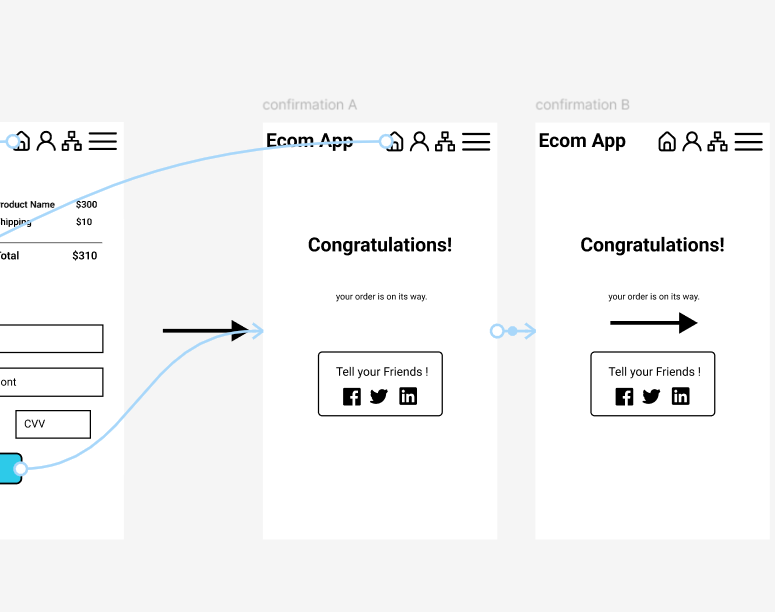 confirmation A
confirmation B
Ecom App
Ecom App
roduct Name $300
hipping $10
otal $310
ont
CVV
Congratulations!
your order is on its way.
Tell your Friends !
Congratulations!
your order is on its way.
Tell your Friends !